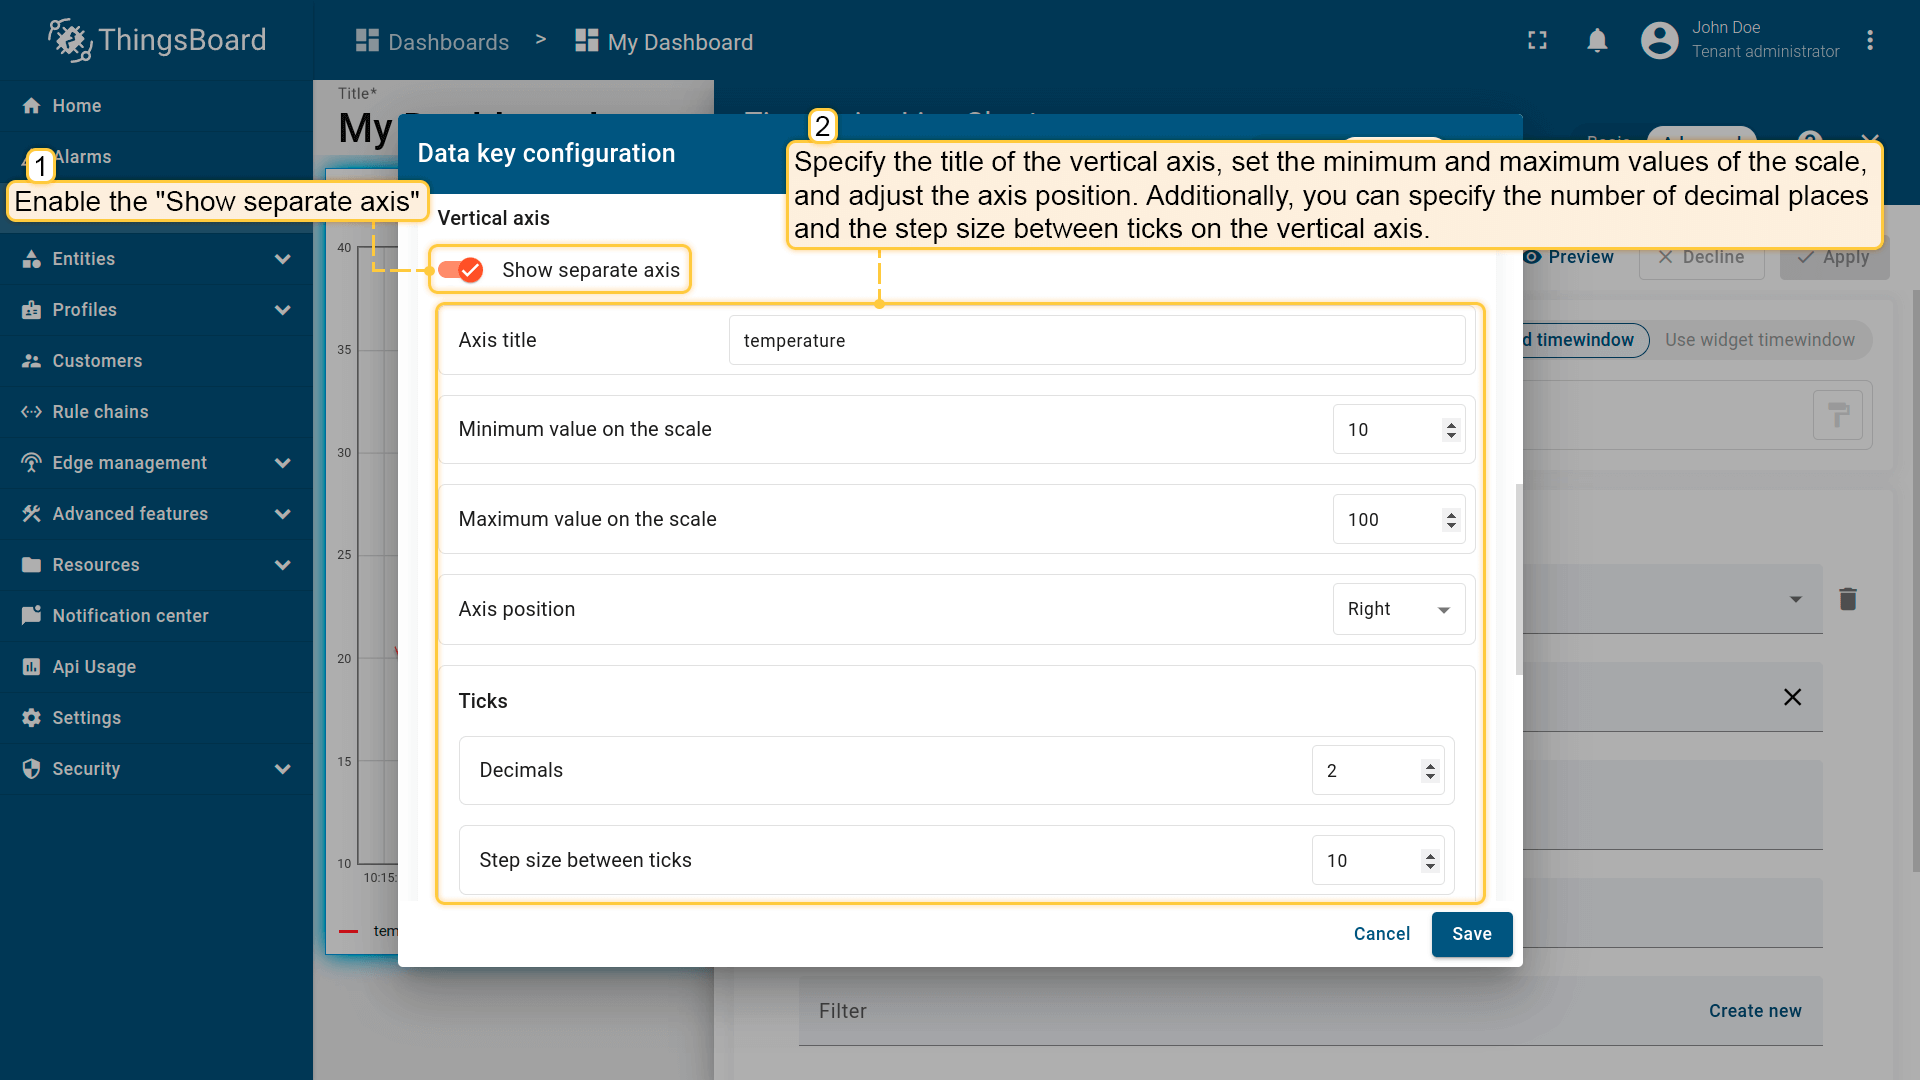 ThingsBoard
Dashboards > My Dashboard
John Doe
Tenant administrator
Home
Alarms
Entities
Profiles
Customers
Rule chains
Edge management
Advanced features
Resources
Notification center
Api Usage
Settings
Security
1
Enable the "Show separate axis"
2
Specify the title of the vertical axis, set the minimum and maximum values of the scale,
and adjust the axis position. Additionally, you can specify the number of decimal places
and the step size between ticks on the vertical axis.
Title*
My
40
35
30
25
20
15
10
10:15:
tem
Data key configuration
Vertical axis
Show separate axis
Axis title
temperature
Minimum value on the scale
10
Maximum value on the scale
100
Axis position
Right
Ticks
Decimals
2
Step size between ticks
10
Cancel
Save
Preview
Decline
Apply
d timewindow
Use widget timewindow
Filter
Create new